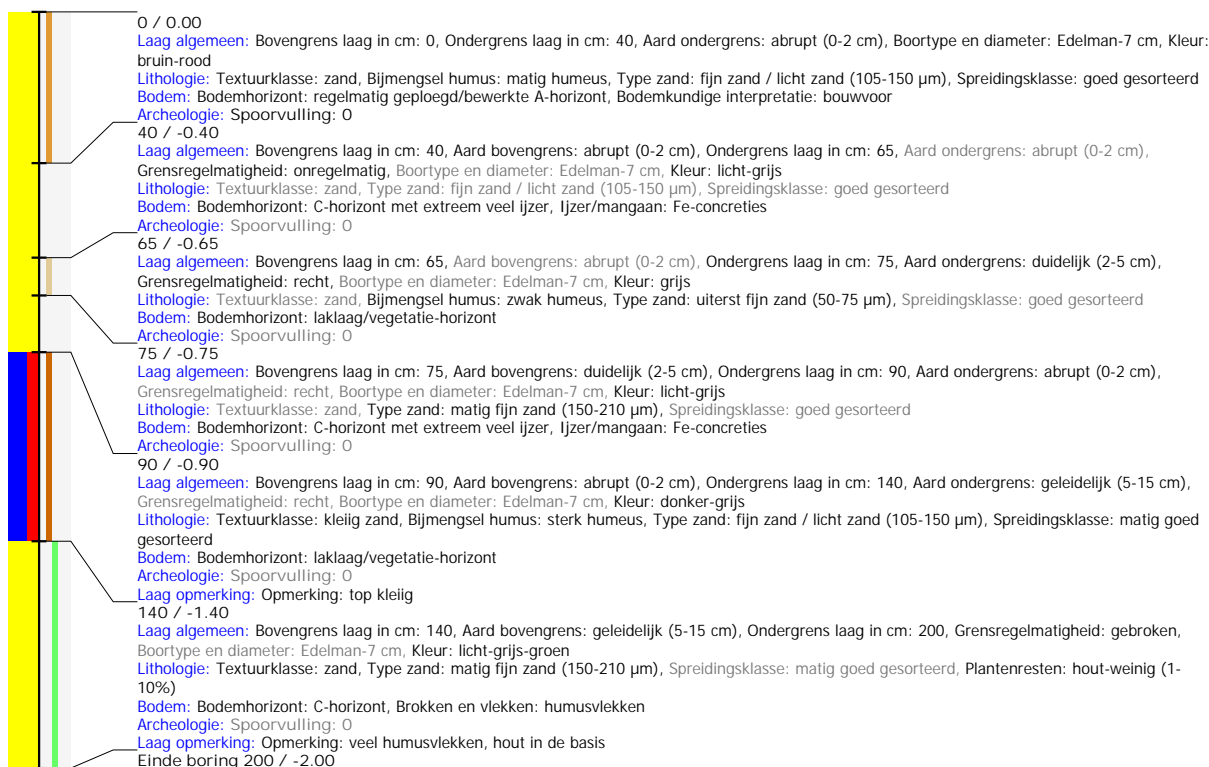 0 / 0.00
Laag algemeen: Bovengrens laag in cm: 0, Ondergrens laag in cm: 40, Aard ondergrens: abrupt (0-2 cm), Boortype en diameter: Edelman-7 cm, Kleur:
bruin-rood
Lithologie: Textuurklasse: zand, Bijmengsel humus: matig humeus, Type zand: fijn zand / licht zand (105-150 µm), Spreidingsklasse: goed gesorteerd
Bodem: Bodemhorizont: regelmatig geploegd/bewerkte A-horizont, Bodemkundige interpretatie: bouwvoor
Archeologie: Spoorvulling: 0
40 / -0.40
Laag algemeen: Bovengrens laag in cm: 40, Aard bovengrens: abrupt (0-2 cm), Ondergrens laag in cm: 65, Aard ondergrens: abrupt (0-2 cm),
Grensregelmatigheid: onregelmatig, Boortype en diameter: Edelman-7 cm, Kleur: licht-grijs
Lithologie: Textuurklasse: zand, Type zand: fijn zand / licht zand (105-150 µm), Spreidingsklasse: goed gesorteerd
Bodem: Bodemhorizont: C-horizont met extreem veel ijzer, Ijzer/mangaan: Fe-concreties
Archeologie: Spoorvulling: 0
65 / -0.65
Laag algemeen: Bovengrens laag in cm: 65, Aard bovengrens: abrupt (0-2 cm), Ondergrens laag in cm: 75, Aard ondergrens: duidelijk (2-5 cm),
Grensregelmatigheid: recht, Boortype en diameter: Edelman-7 cm, Kleur: grijs
Lithologie: Textuurklasse: zand, Bijmengsel humus: zwak humeus, Type zand: uiterst fijn zand (50-75 µm), Spreidingsklasse: goed gesorteerd
Bodem: Bodemhorizont: laklaag/vegetatie-horizont
Archeologie: Spoorvulling: 0
75 / -0.75
Laag algemeen: Bovengrens laag in cm: 75, Aard bovengrens: duidelijk (2-5 cm), Ondergrens laag in cm: 90, Aard ondergrens: abrupt (0-2 cm),
Grensregelmatigheid: recht, Boortype en diameter: Edelman-7 cm, Kleur: licht-grijs
Lithologie: Textuurklasse: zand, Type zand: matig fijn zand (150-210 µm), Spreidingsklasse: goed gesorteerd
Bodem: Bodemhorizont: C-horizont met extreem veel ijzer, Ijzer/mangaan: Fe-concreties
Archeologie: Spoorvulling: 0
90 / -0.90
Laag algemeen: Bovengrens laag in cm: 90, Aard bovengrens: abrupt (0-2 cm), Ondergrens laag in cm: 140, Aard ondergrens: geleidelijk (5-15 cm),
Grensregelmatigheid: recht, Boortype en diameter: Edelman-7 cm, Kleur: donker-grijs
Lithologie: Textuurklasse: kleiig zand, Bijmengsel humus: sterk humeus, Type zand: fijn zand / licht zand (105-150 µm), Spreidingsklasse: matig goed
gesorteerd
Bodem: Bodemhorizont: laklaag/vegetatie-horizont
Archeologie: Spoorvulling: 0
Laag opmerking: Opmerking: top kleiig
140 / -1.40
Laag algemeen: Bovengrens laag in cm: 140, Aard bovengrens: geleidelijk (5-15 cm), Ondergrens laag in cm: 200, Grensregelmatigheid: gebroken,
Boortype en diameter: Edelman-7 cm, Kleur: licht-grijs-groen
Lithologie: Textuurklasse: zand, Type zand: matig fijn zand (150-210 µm), Spreidingsklasse: matig goed gesorteerd, Plantenresten: hout-weinig (1-
10%)
Bodem: Bodemhorizont: C-horizont, Brokken en vlekken: humusvlekken
Archeologie: Spoorvulling: 0
Laag opmerking: Opmerking: veel humusvlekken, hout in de basis
Einde boring 200 / -2.00